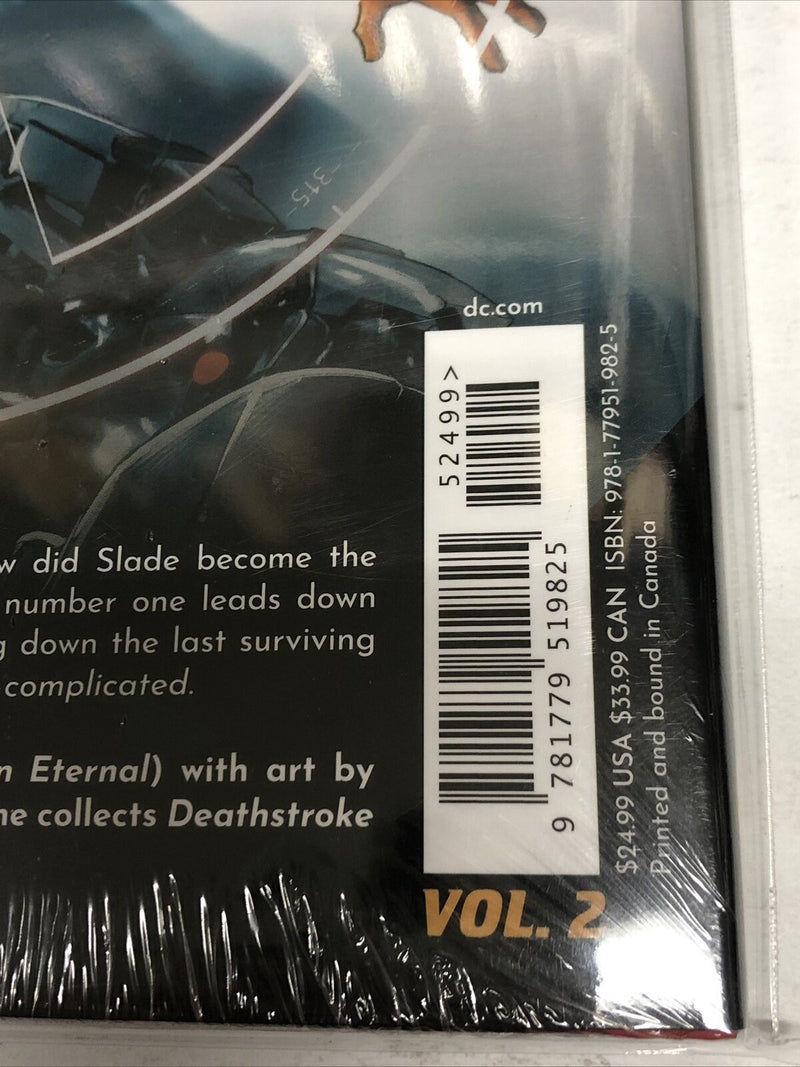 -315-
dc.com
52499>
9 781779 519825
$24.99 USA $33.99 CAN ISBN: 978-1-77951-982-5
Printed and bound in Canada
w did Slade become the
number one leads down
g down the last surviving
complicated.
n Eternal) with art by
me collects Deathstroke
VOL. 2